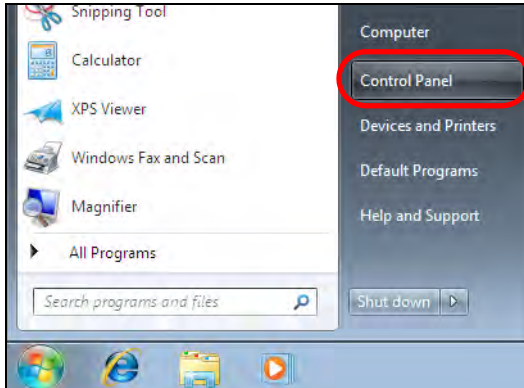 Snipping Tool
Calculator
XPS Viewer
Windows Fax and Scan
Magnifier
All Programs
Search programs and files
Computer
Control Panel
Devices and Printers
Default Programs
Help and Support
Shut down